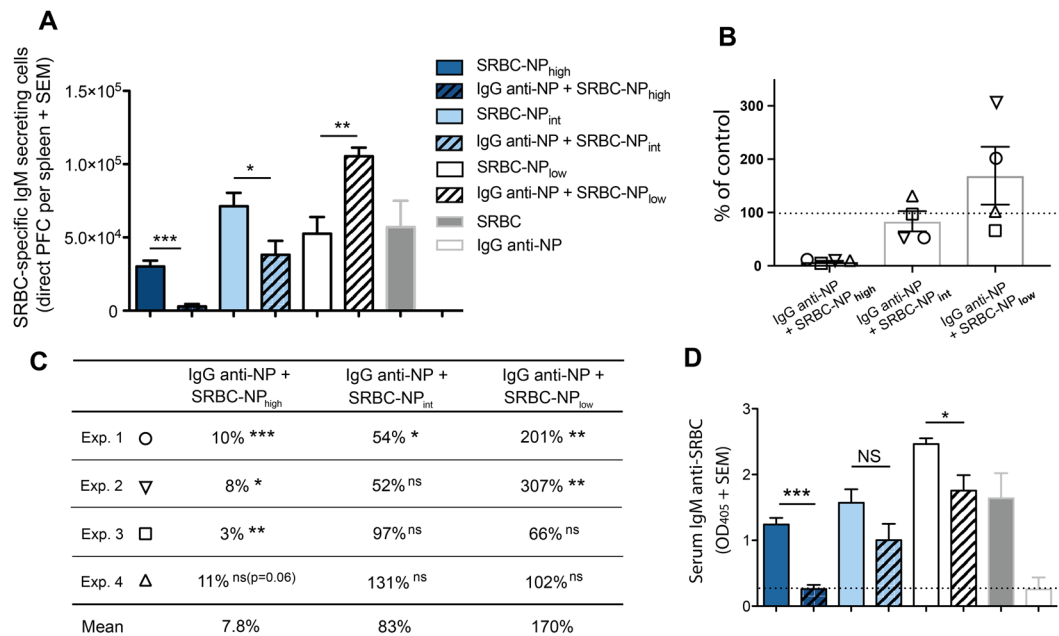 A
SRBC-specific IgM secreting cells
(direct PFC per spleen + SEM)
1.5×10⁵
1.0×10⁵
5.0×10⁴
0
***
*
**
SRBC-NPhigh
IgG anti-NP + SRBC-NPhigh
SRBC-NPint
IgG anti-NP + SRBC-NPint
SRBC-NPlow
IgG anti-NP + SRBC-NPlow
SRBC
IgG anti-NP
B
% of control
300
200
100
0
IgG anti-NP
+ SRBC-NPhigh
IgG anti-NP
+ SRBC-NPint
IgG anti-NP
+ SRBC-NPlow
C
IgG anti-NP + IgG anti-NP + IgG anti-NP +
SRBC-NPhigh SRBC-NPint SRBC-NPlow
Exp. 1 10% *** 54% * 201% **
Exp. 2 8% * 52% ns 307% **
Exp. 3 3% ** 97% ns 66% ns
Exp. 4 11% ns(p=0.06) 131% ns 102% ns
Mean 7.8% 83% 170%
D
Serum IgM anti-SRBC
(OD405 + SEM)
3
2
1
0
***
NS
*